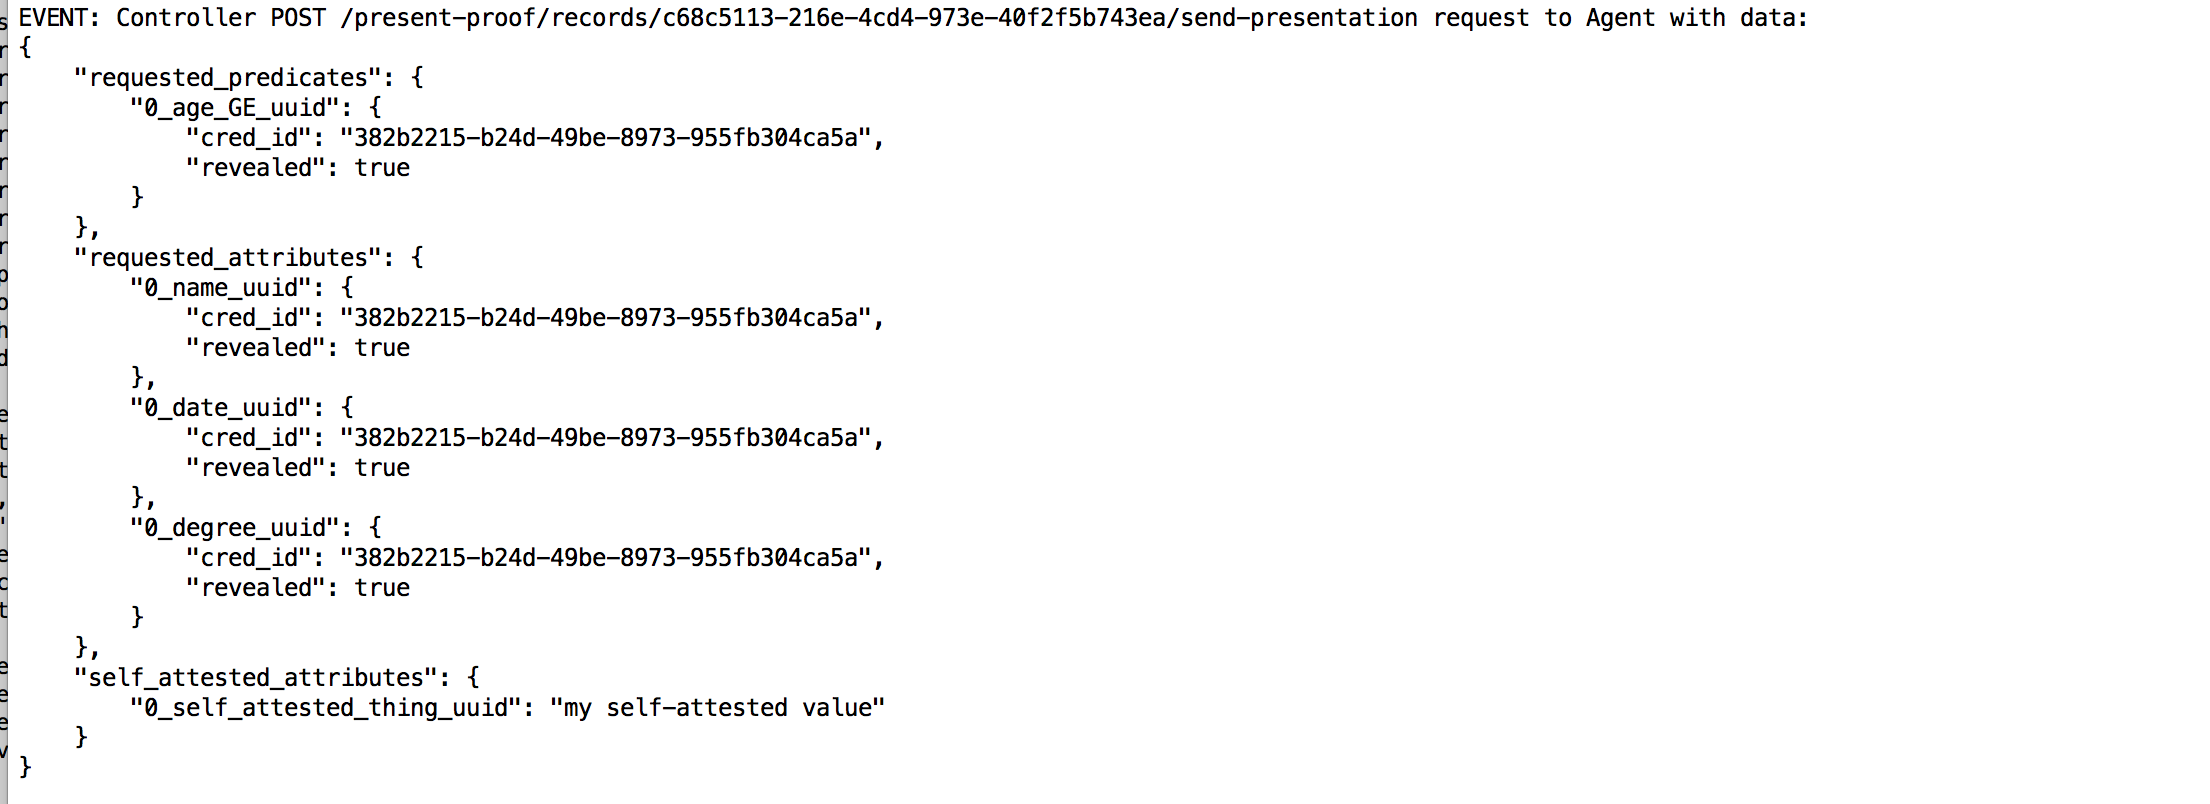 EVENT: Controller POST /present-proof/records/c68c5113-216e-4cd4-973e-40f2f5b743ea/send-presentation request to Agent with data:
{
    "requested_predicates": {
        "0_age_GE_uuid": {
            "cred_id": "382b2215-b24d-49be-8973-955fb304ca5a",
            "revealed": true
        }
    },
    "requested_attributes": {
        "0_name_uuid": {
            "cred_id": "382b2215-b24d-49be-8973-955fb304ca5a",
            "revealed": true
        },
        "0_date_uuid": {
            "cred_id": "382b2215-b24d-49be-8973-955fb304ca5a",
            "revealed": true
        },
        "0_degree_uuid": {
            "cred_id": "382b2215-b24d-49be-8973-955fb304ca5a",
            "revealed": true
        }
    },
    "self_attested_attributes": {
        "0_self_attested_thing_uuid": "my self-attested value"
    }
}